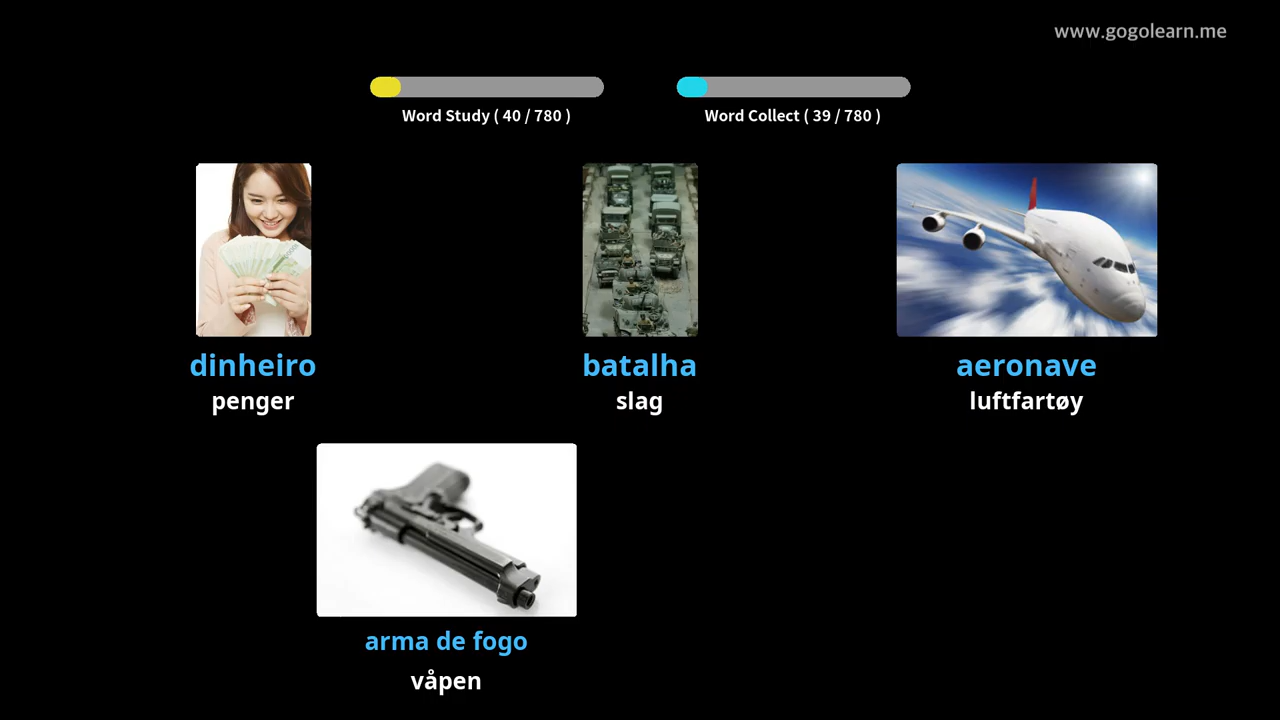 www.gogolearn.me
Word Study ( 40 / 780 )
Word Collect ( 39 / 780 )
dinheiro
penger
batalha
slag
aeronave
luftfartøy
arma de fogo
våpen